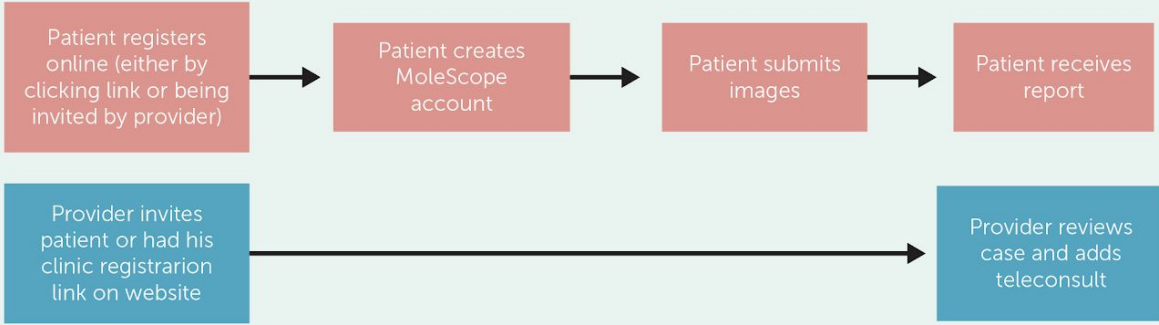 Patient registers
online (either by
clicking link or being
invited by provider)
Patient creates
MoleScope
account
Patient submits
images
Patient receives
report
Provider invites
patient or had his
clinic registrarion
link on website
Provider reviews
case and adds
teleconsult